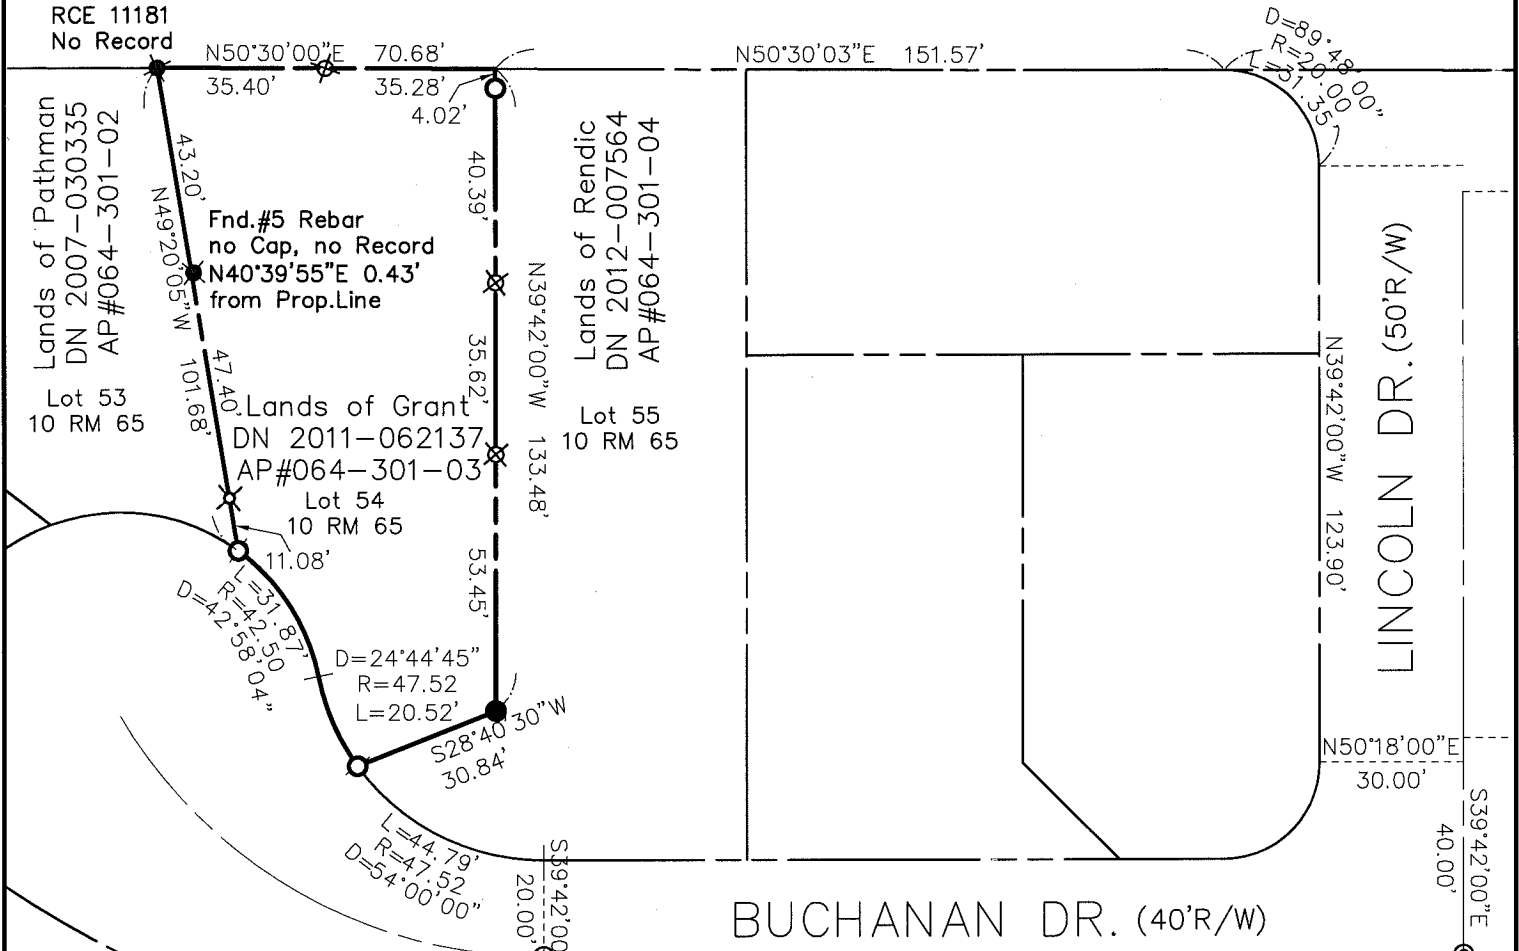 RCE 11181
No Record
N50°30'00"E 70.68'
35.40'
35.28'
4.02'
N50°30'03"E 151.57'
D=89°48'00"
R=20.00
L=31.35'
Lands of Pathman
DN 2007-030335
AP#064-301-02
43.20'
N49°20'05"W 101.68'
Fnd.#5 Rebar
no Cap, no Record
N40°39'55"E 0.43'
from Prop.Line
40.39'
Lands of Rendic
DN 2012-007564
AP#064-301-04
N39°42'00"W 133.48'
35.62'
47.40'
Lot 53
10 RM 65
Lands of Grant
DN 2011-062137
AP#064-301-03
Lot 54
10 RM 65
Lot 55
10 RM 65
11.08'
53.45'
L=31.87'
R=42.50
D=42°58'04"
D=24°44'45"
R=47.52
L=20.52'
S28°40'30"W
30.84'
L=44.79'
R=47.52
D=54°00'00"
S39°42'00
20.00'
BUCHANAN DR. (40'R/W)
N39°42'00"W 123.90'
LINCOLN DR. (50'R/W)
N50°18'00"E
30.00'
S39°42'00"E
40.00'